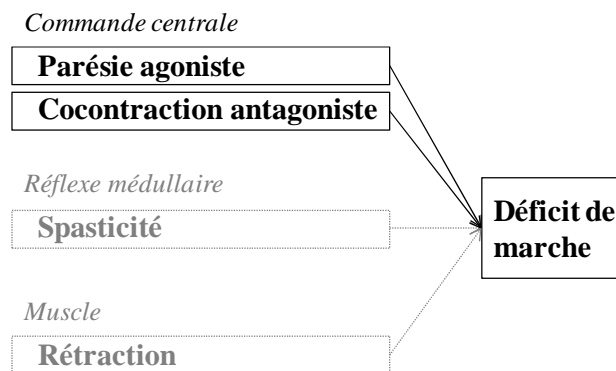 Commande centrale
Parésie agoniste
Cocontraction antagoniste
Réflexe médullaire
Spasticité
Déficit de
marche
Muscle
Rétraction